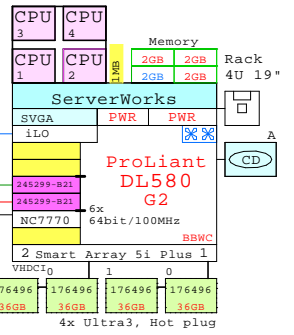 CPU CPU
3 4
Memory
CPU CPU 1MB 2GB 2GB Rack
1 2 2GB 2GB 4U 19"
ServerWorks
SVGA PWR PWR
iLO
A
CD
ProLiant
DL580
G2
245299-B21
245299-B21
6x
NC7770 64bit/100MHz
BBWC
2 Smart Array 5i Plus 1
VHDCI 0 1 0
176496 176496 176496 176496
36GB 36GB 36GB 36GB
4x Ultra3, Hot plug